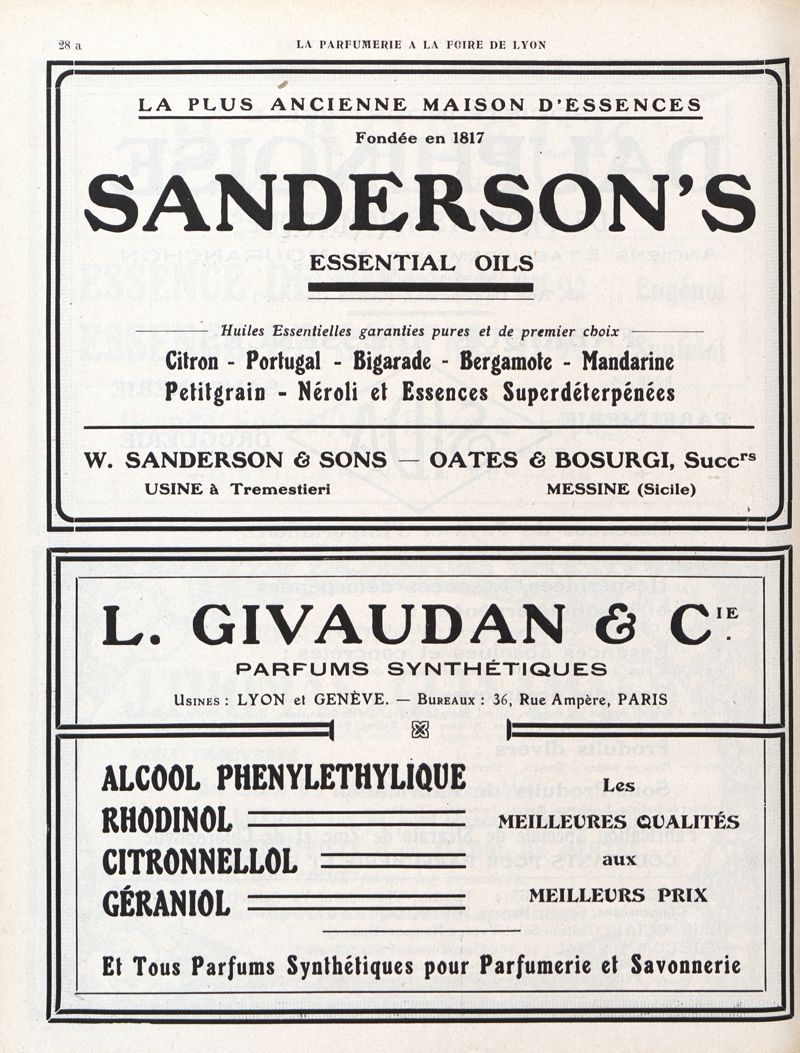 28 a
LA PARFUMERIE A LA FOIRE DE LYON
LA PLUS ANCIENNE MAISON D'ESSENCES
Fondée en 1817
SANDERSON'S
ESSENTIAL OILS
Huiles Essentielles garanties pures et de premier choix
Citron - Portugal - Bigarade - Bergamote - Mandarine
Petitgrain - Néroli et Essences Superdéterpénées
W. SANDERSON & SONS — OATES & BOSURGI, Succrs
USINE à Tremestieri
MESSINE (Sicile)
L. GIVAUDAN & CIE.
PARFUMS SYNTHÉTIQUES
USINES : LYON et GENÈVE. — BUREAUX : 36, Rue Ampère, PARIS
ALCOOL PHENYLETHYLIQUE
RHODINOL
CITRONNELLOL
GÉRANIOL
Les
MEILLEURES QUALITÉS
aux
MEILLEURS PRIX
Et Tous Parfums Synthétiques pour Parfumerie et Savonnerie